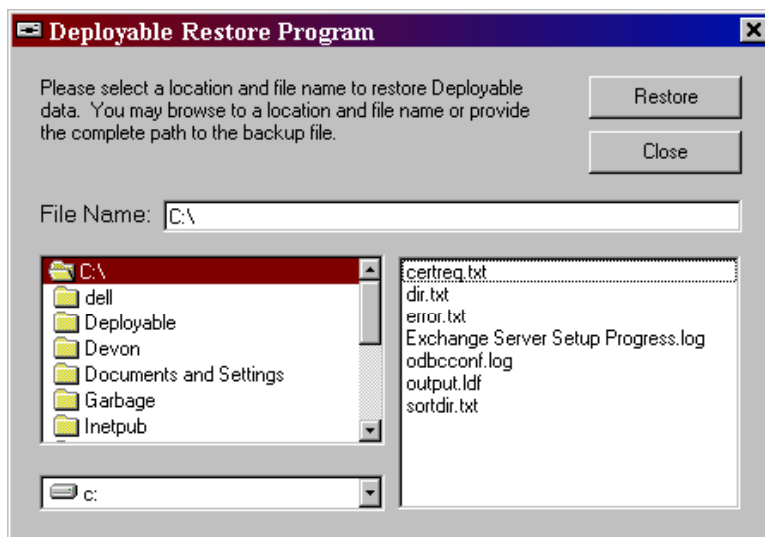 Deployable Restore Program
Please select a location and file name to restore Deployable
data. You may browse to a location and file name or provide
the complete path to the backup file.
Restore
Close
File Name: C:\
C:\
dell
Deployable
Devon
Documents and Settings
Garbage
Inetpub
certreq.txt
dir.txt
error.txt
Exchange Server Setup Progress.log
odbcconf.log
output.ldf
sortdir.txt
c: